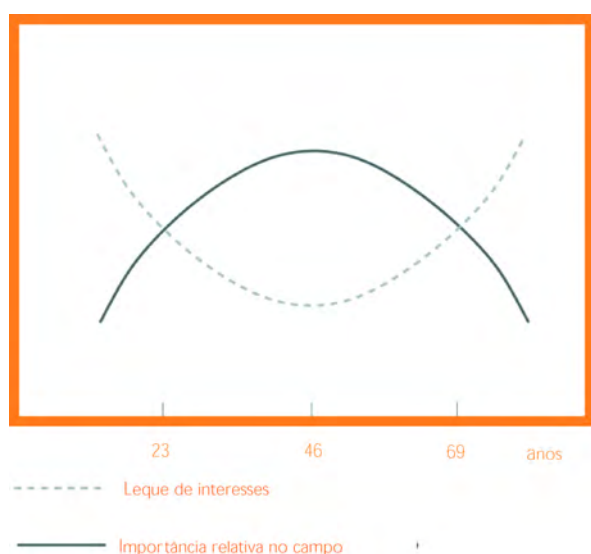 23 46 69 anos
Leque de interesses
Importância relativa no campo